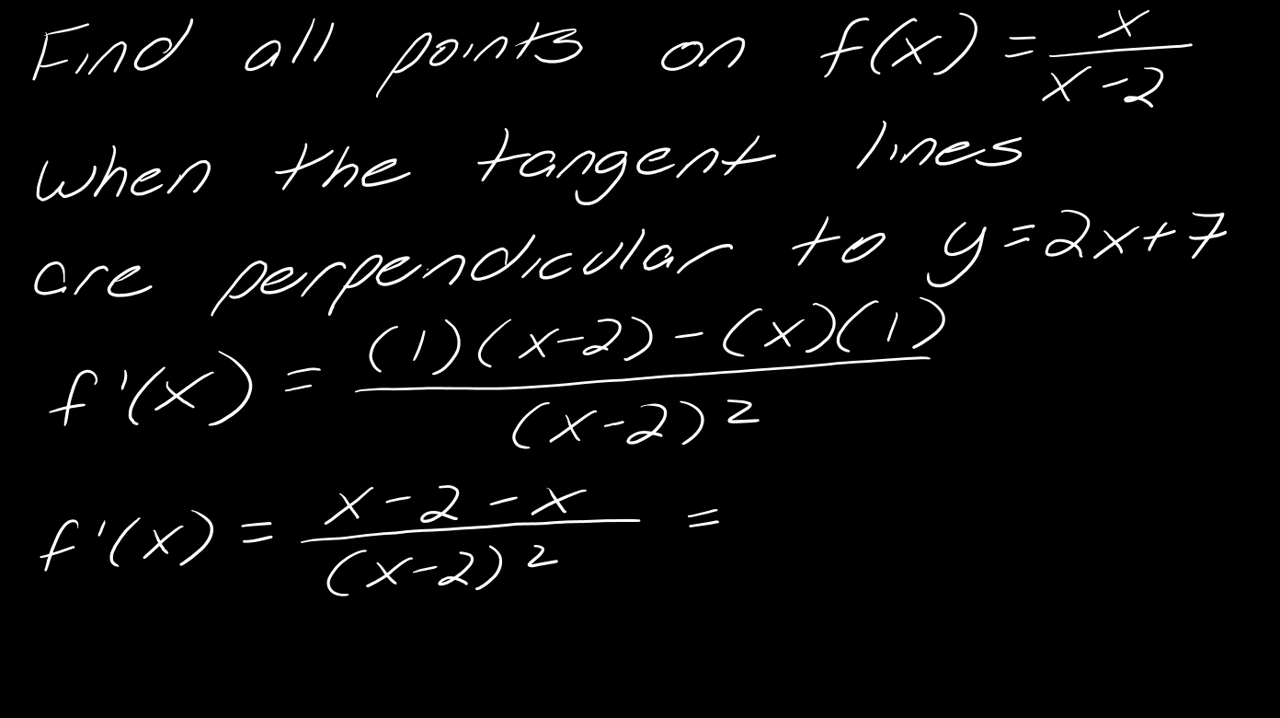 Find all points on f(x) = x/(x-2)
when the tangent lines
are perpendicular to y=2x+7
f'(x) = ((1)(x-2) - (x)(1))/(x-2)²
f'(x) = (x-2-x)/(x-2)² =